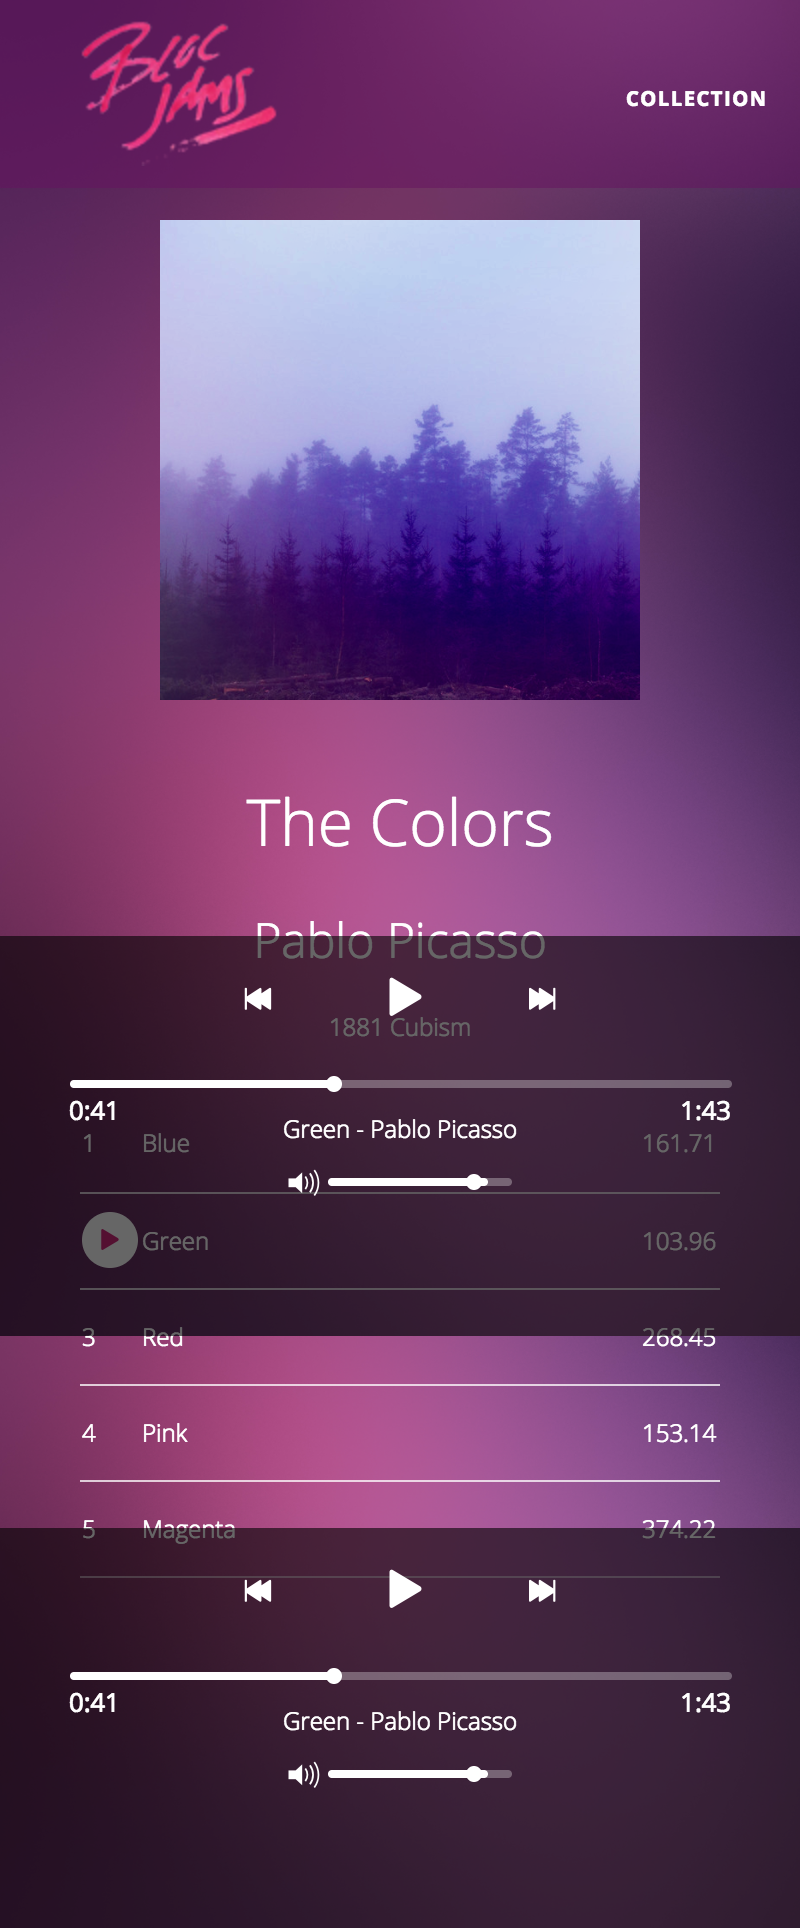 Bloc
Jams
COLLECTION
The Colors
Pablo Picasso
1881 Cubism
0:41 1:43
Green - Pablo Picasso
1 Blue 161.71
Green 103.96
3 Red 268.45
4 Pink 153.14
5 Magenta 374.22
0:41 1:43
Green - Pablo Picasso